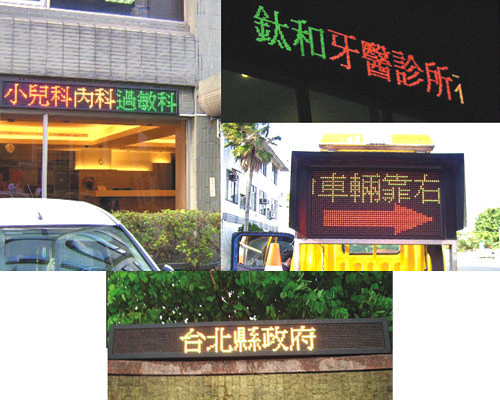 小兒科內科過敏科
鈦和牙醫診所
車輛靠右
台北縣政府